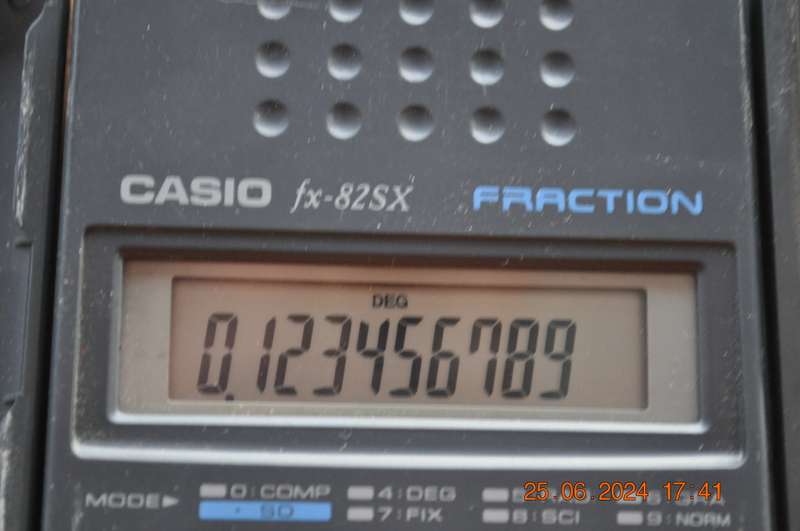 CASIO fx-82SX FRACTION
DEG
0.123456789
MODE▶ 0:COMP 4:DEG
SD 7:FIX 8:SCI 9:NORM
25.06.2024 17:41